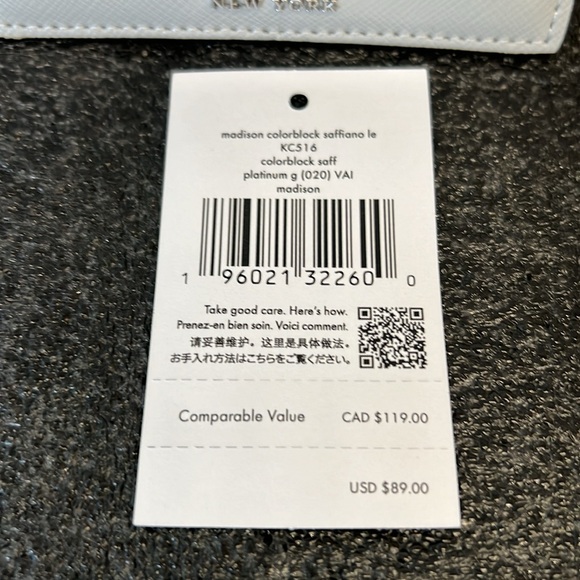 NEW YORK
madison colorblock saffiano le
KC516
colorblock saff
platinum g (020) VAI
madison
1 96021 32260 0
Take good care. Here's how.
Prenez-en bien soin. Voici comment.
请妥善维护。这里是具体做法。
お手入れ方法はこちらをご覧ください。
Comparable Value CAD $119.00
USD $89.00